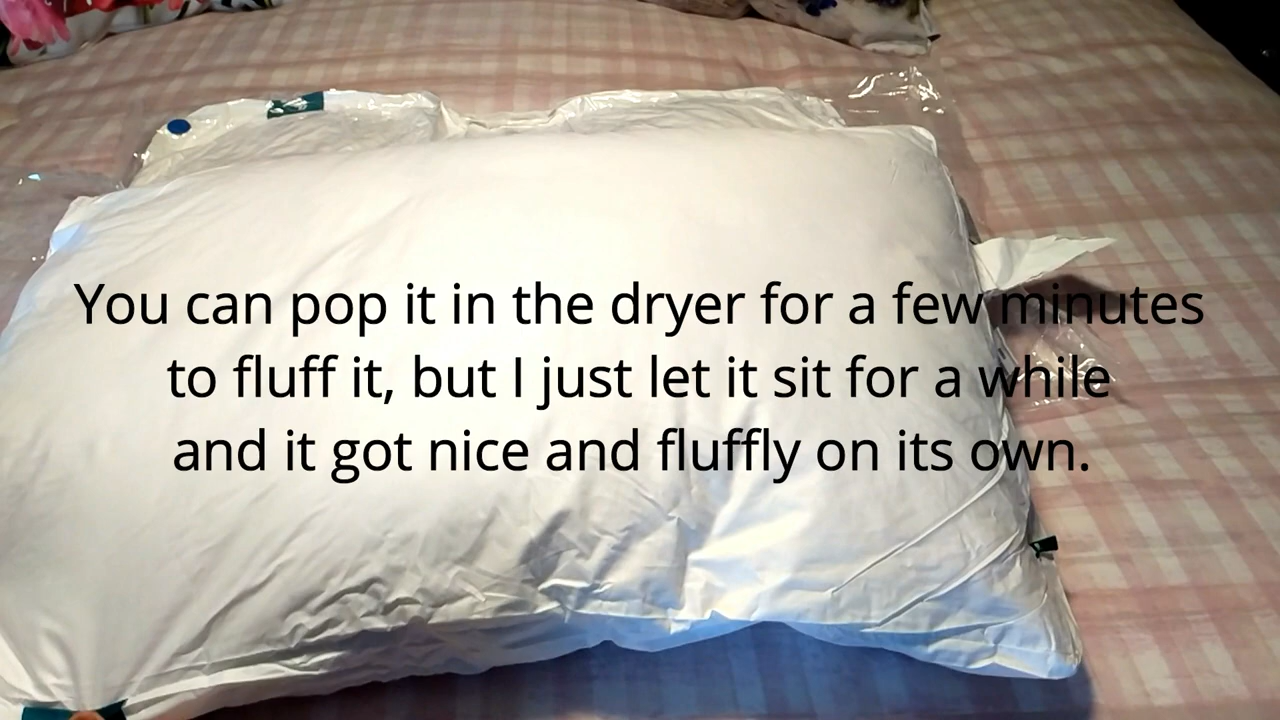 You can pop it in the dryer for a few minutes
to fluff it, but I just let it sit for a while
and it got nice and fluffly on its own.